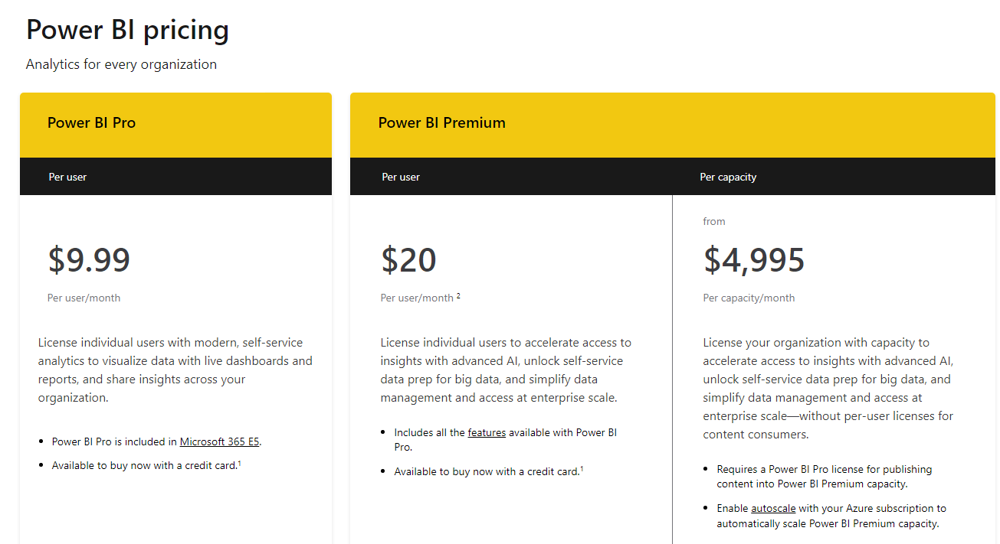 Power BI pricing
Analytics for every organization
Power BI Pro
Per user
$9.99
Per user/month
License individual users with modern, self-service
analytics to visualize data with live dashboards and
reports, and share insights across your
organization.
• Power BI Pro is included in Microsoft 365 E5.
• Available to buy now with a credit card.1
Power BI Premium
Per user
$20
Per user/month 2
License individual users to accelerate access to
insights with advanced AI, unlock self-service
data prep for big data, and simplify data
management and access at enterprise scale.
• Includes all the features available with Power BI
Pro.
• Available to buy now with a credit card.1
Per capacity
from
$4,995
Per capacity/month
License your organization with capacity to
accelerate access to insights with advanced AI,
unlock self-service data prep for big data, and
simplify data management and access at
enterprise scale—without per-user licenses for
content consumers.
• Requires a Power BI Pro license for publishing
content into Power BI Premium capacity.
• Enable autoscale with your Azure subscription to
automatically scale Power BI Premium capacity.